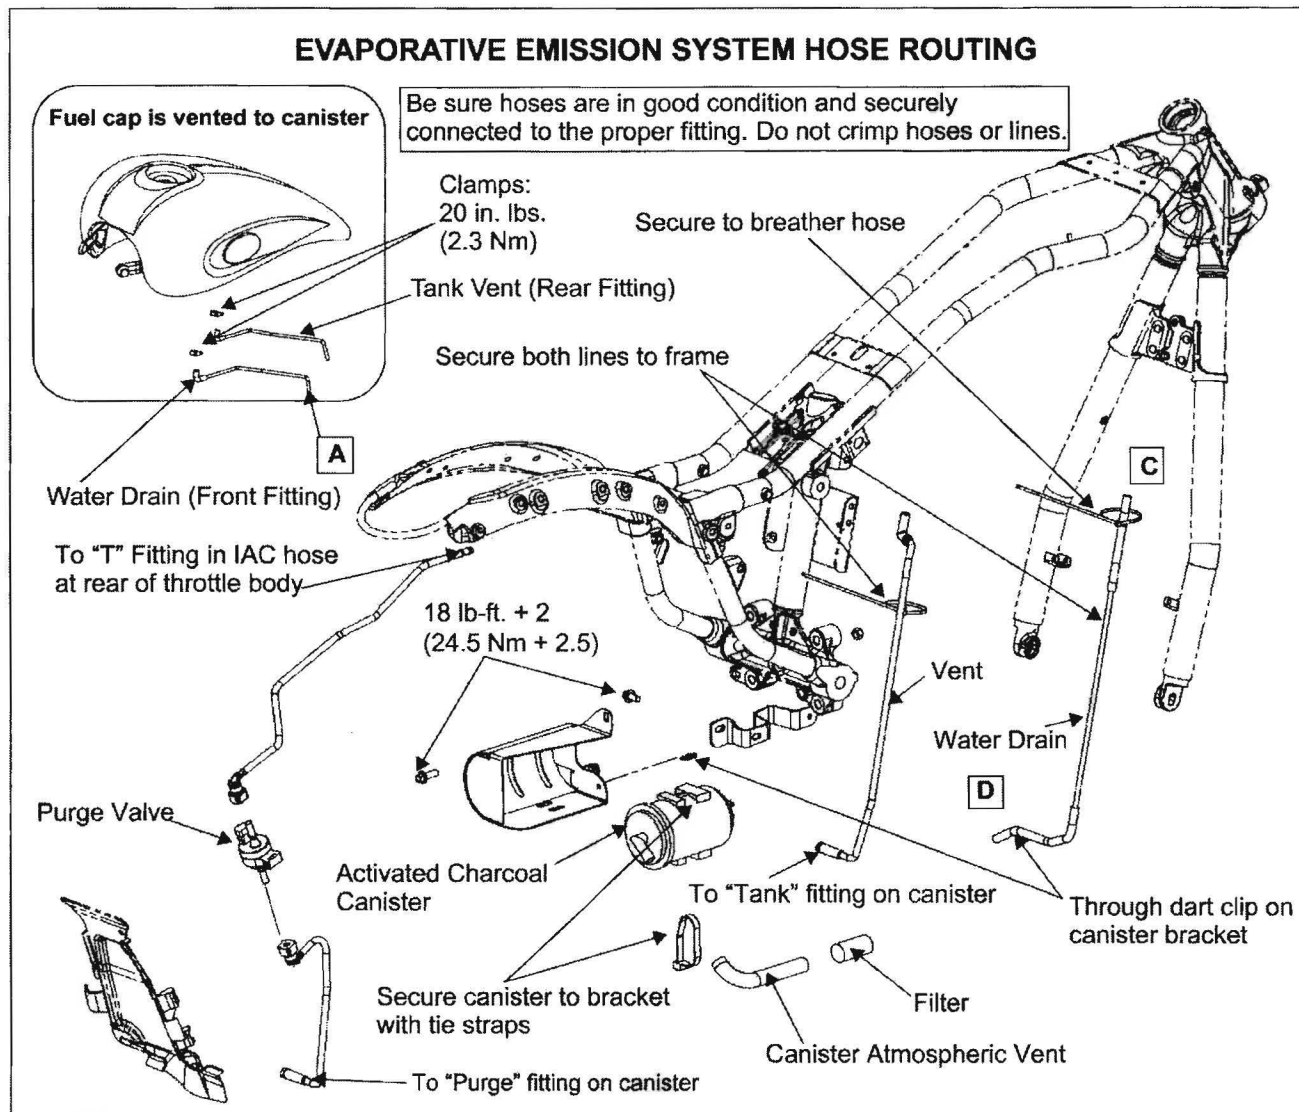 EVAPORATIVE EMISSION SYSTEM HOSE ROUTING
Fuel cap is vented to canister
Be sure hoses are in good condition and securely
connected to the proper fitting. Do not crimp hoses or lines.
Clamps:
20 in. lbs.
(2.3 Nm)
Secure to breather hose
Tank Vent (Rear Fitting)
Secure both lines to frame
A
C
Water Drain (Front Fitting)
To “T” Fitting in IAC hose
at rear of throttle body
18 lb-ft. + 2
(24.5 Nm + 2.5)
Vent
Water Drain
D
Purge Valve
Activated Charcoal
Canister
To “Tank” fitting on canister
Through dart clip on
canister bracket
Secure canister to bracket
with tie straps
Filter
Canister Atmospheric Vent
To “Purge” fitting on canister